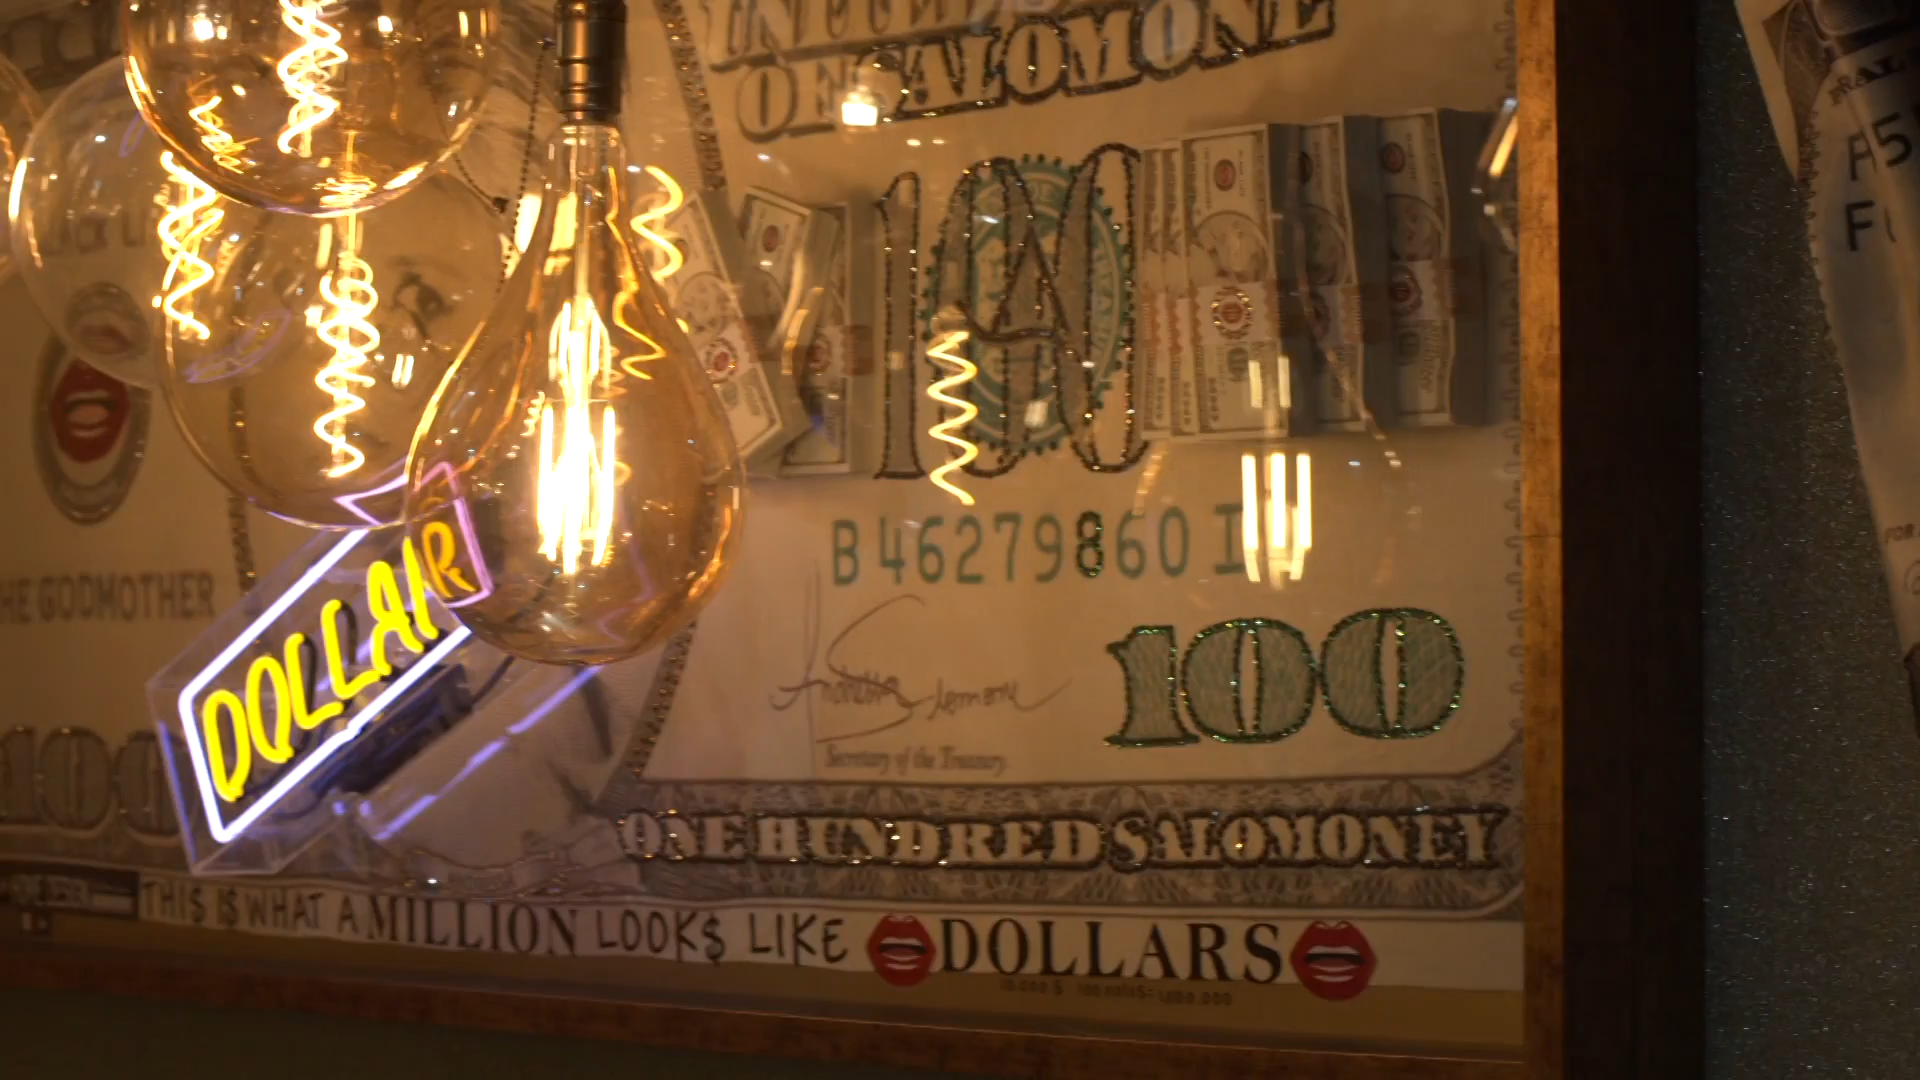 OF SALOMONE
100
B 46279860 I
THE GODMOTHER
DOLLAR
100
Secretary of the Treasury.
100
ONE HUNDRED SALOMONEY
THIS IS WHAT A MILLION LOOK$ LIKE DOLLARS